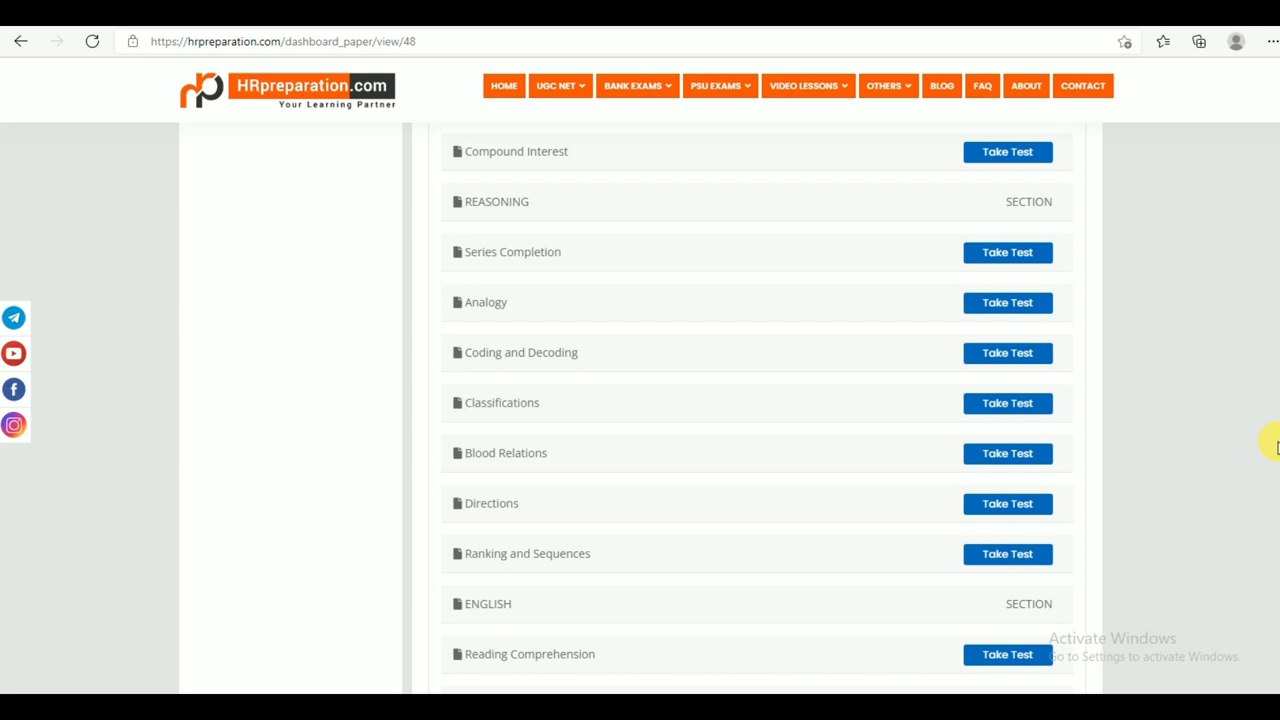 https://hrpreparation.com/dashboard_paper/view/48
HRpreparation.com
Your Learning Partner
HOME UGC NET BANK EXAMS PSU EXAMS VIDEO LESSONS OTHERS BLOG FAQ ABOUT CONTACT
Compound Interest Take Test
REASONING SECTION
Series Completion Take Test
Analogy Take Test
Coding and Decoding Take Test
Classifications Take Test
Blood Relations Take Test
Directions Take Test
Ranking and Sequences Take Test
ENGLISH SECTION
Reading Comprehension Take Test
Activate Windows
Go to Settings to activate Windows.